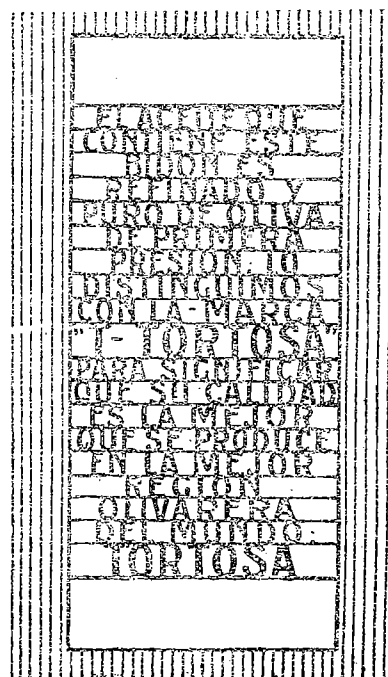 EL ACEITE QUE
CONTIENE ESTE
BIDON ES
REFINADO Y
PURO DE OLIVA
DE PRIMERA
PRESION. LO
DISTINGUIMOS
CON LA MARCA
"T-TORTOSA"
PARA SIGNIFICAR
QUE SU CALIDAD
ES LA MEJOR
QUE SE PRODUCE
EN LA MEJOR
REGION
OLIVARERA
DEL MUNDO:
TORTOSA